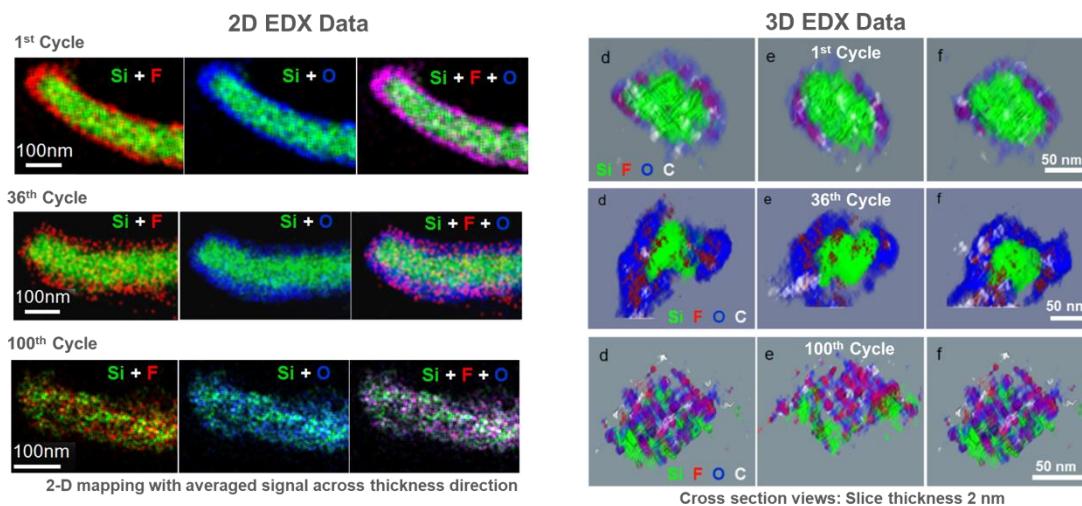 2D EDX Data
1st Cycle
Si + F
Si + O
Si + F + O
100nm
36th Cycle
Si + F
Si + O
Si + F + O
100nm
100th Cycle
Si + F
Si + O
Si + F + O
100nm
2-D mapping with averaged signal across thickness direction
3D EDX Data
d
e
1st Cycle
f
Si F O C
50 nm
d
e
36th Cycle
f
Si F O C
50 nm
d
e
100th Cycle
f
Si F O C
50 nm
Cross section views: Slice thickness 2 nm